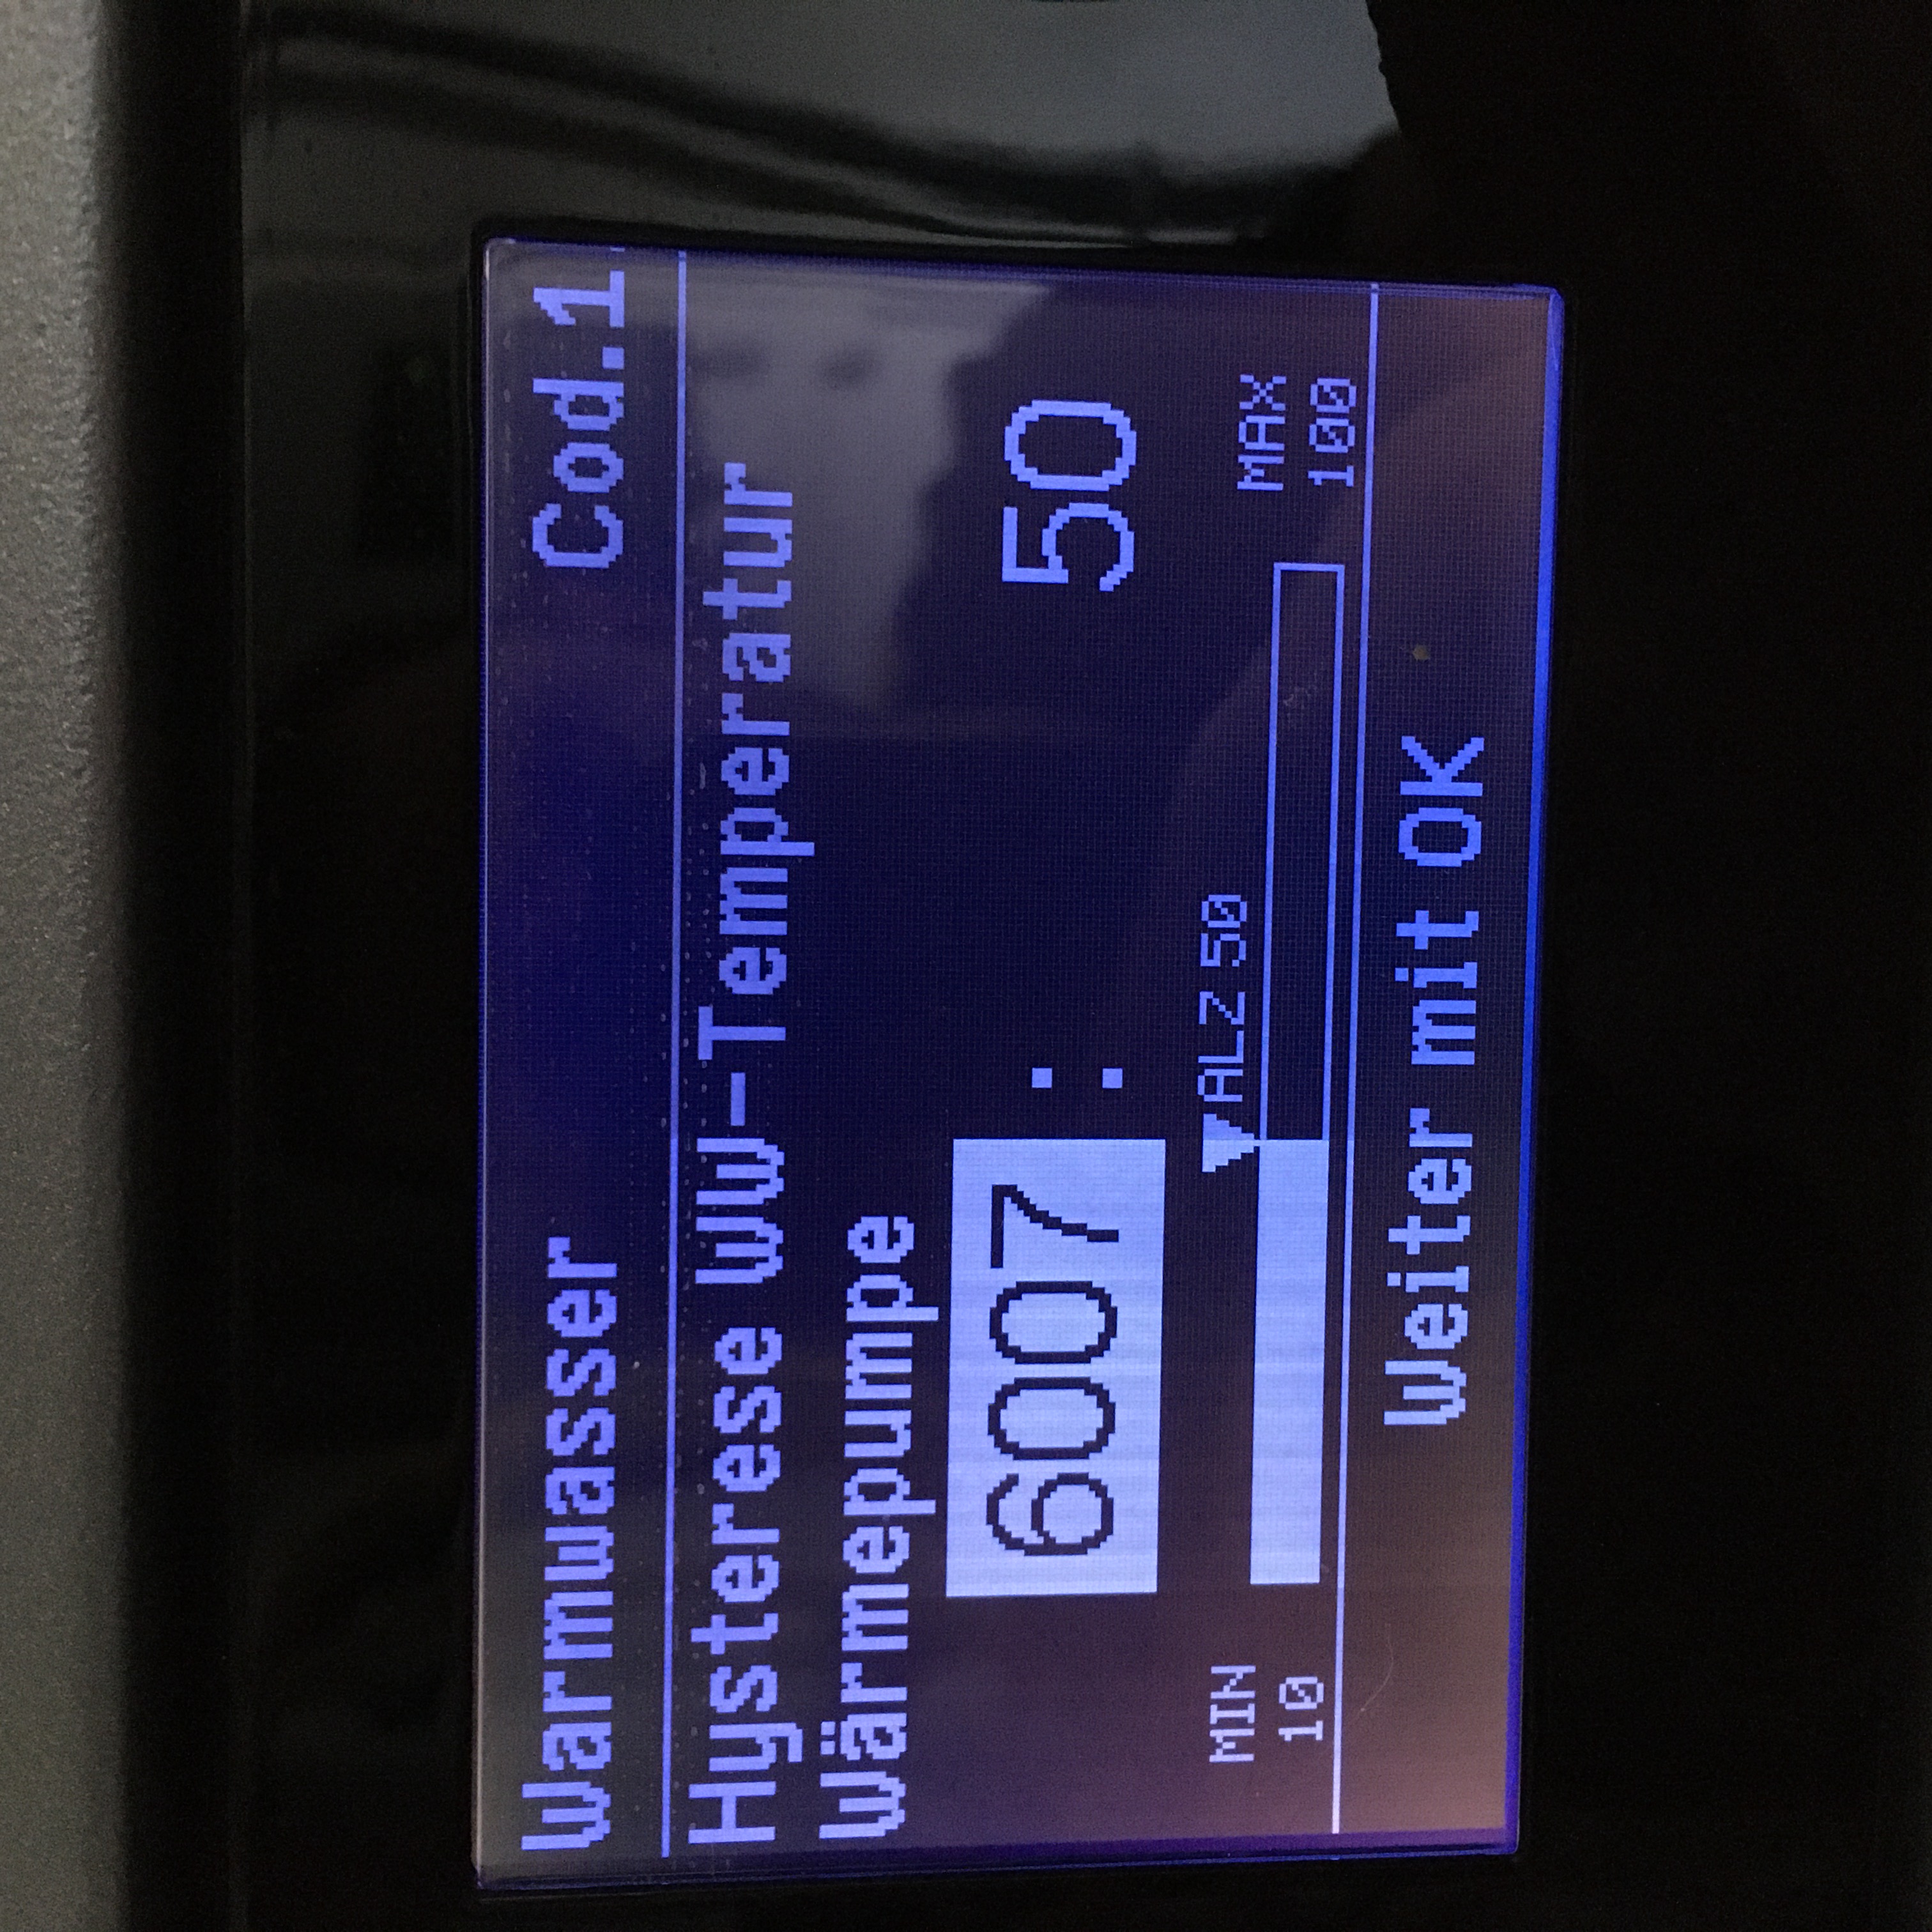 Warmwasser Cod.1
Hysterese WW-Temperatur
Wärmepumpe
6007 : 50
ALZ 50
MIN MAX
10 100
Weiter mit OK